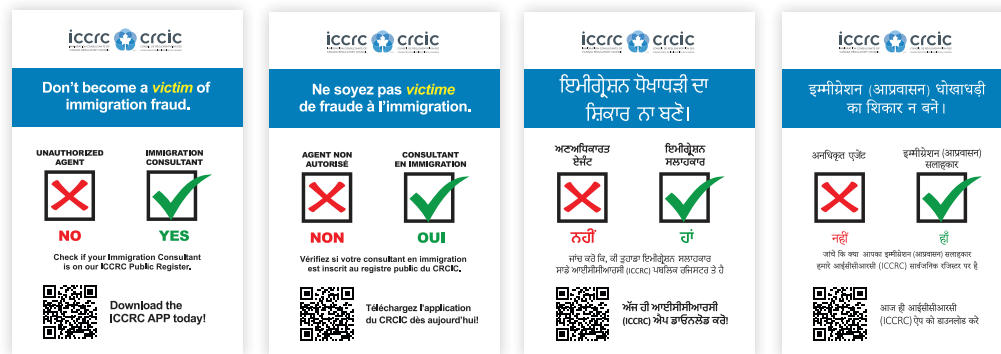 iccrc crcic
Don't become a victim of
immigration fraud.
UNAUTHORIZED
AGENT
IMMIGRATION
CONSULTANT
NO
YES
Check if your Immigration Consultant
is on our ICCRC Public Register.
Download the
ICCRC APP today!
iccrc crcic
Ne soyez pas victime
de fraude à l'immigration.
AGENT NON
AUTORISÉ
CONSULTANT
EN IMMIGRATION
NON
OUI
Vérifiez si votre consultant en immigration
est inscrit au registre public du CRCIC.
Téléchargez l'application
du CRCIC dès aujourd'hui!
iccrc crcic
ਇਮੀਗ੍ਰੇਸ਼ਨ ਧੋਖਾਧੜੀ ਦਾ
ਸ਼ਿਕਾਰ ਨਾ ਬਣੋ।
ਅਣਅਧਿਕਾਰਤ
ਏਜੰਟ
ਇਮੀਗ੍ਰੇਸ਼ਨ
ਸਲਾਹਕਾਰ
ਨਹੀਂ
ਹਾਂ
ਜਾਂਚ ਕਰੋ ਕਿ, ਕੀ ਤੁਹਾਡਾ ਇਮੀਗ੍ਰੇਸ਼ਨ ਸਲਾਹਕਾਰ
ਸਾਡੇ ਆਈਸੀਸੀਆਰਸੀ (ICCRC) ਪਬਲਿਕ ਰਜਿਸਟਰ ਤੇ ਹੈ
ਅੱਜ ਹੀ ਆਈਸੀਸੀਆਰਸੀ
(ICCRC) ਐਪ ਡਾਓਨਲੋਡ ਕਰੋ!
iccrc crcic
इम्मीग्रेशन (आप्रवासन) धोखाधड़ी
का शिकार न बनें।
अनधिकृत एजेंट
इम्मीग्रेशन (आप्रवासन)
सलाहकार
नहीं
हाँ
जांचे कि क्या आपका इम्मीग्रेशन (आप्रवासन) सलाहकार
हमारे आईसीसीआरसी (ICCRC) सार्वजनिक रजिस्टर पर है
आज ही आईसीसीआरसी
(ICCRC) ऐप को डाउनलोड करे